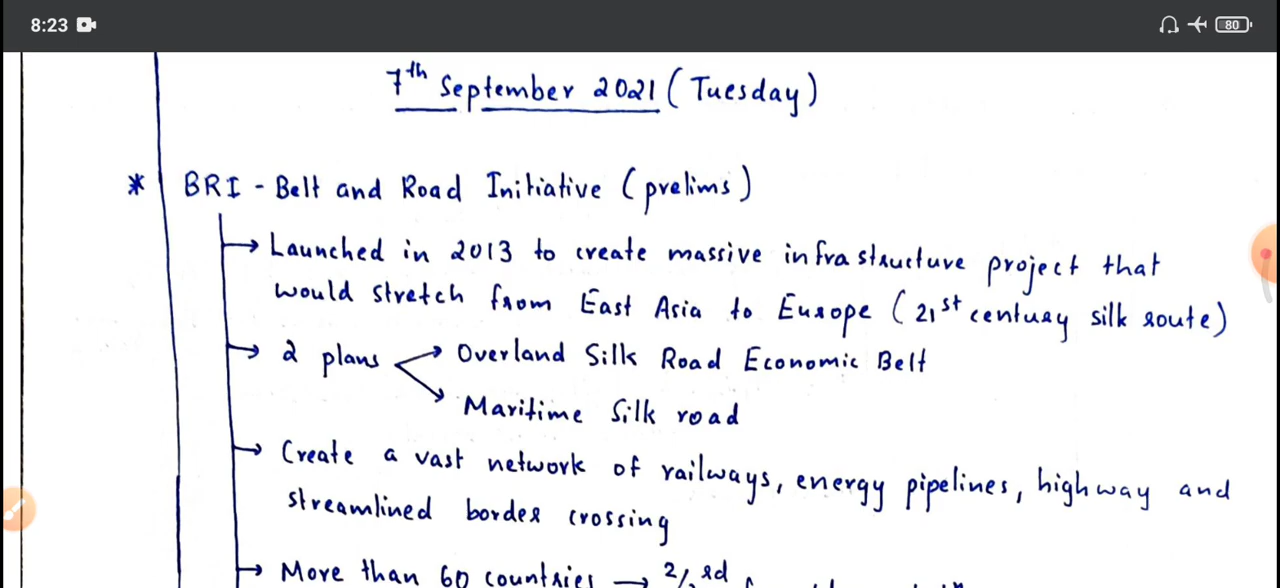 8:23
80
7th September 2021 (Tuesday)
* BRI - Belt and Road Initiative (prelims)
→ Launched in 2013 to create massive infrastructure project that
would stretch from East Asia to Europe (21st century silk route)
→ 2 plans → Overland Silk Road Economic Belt
→ Maritime Silk road
→ Create a vast network of railways, energy pipelines, highway and
streamlined border crossing
→ More than 60 countries → 2/3rd